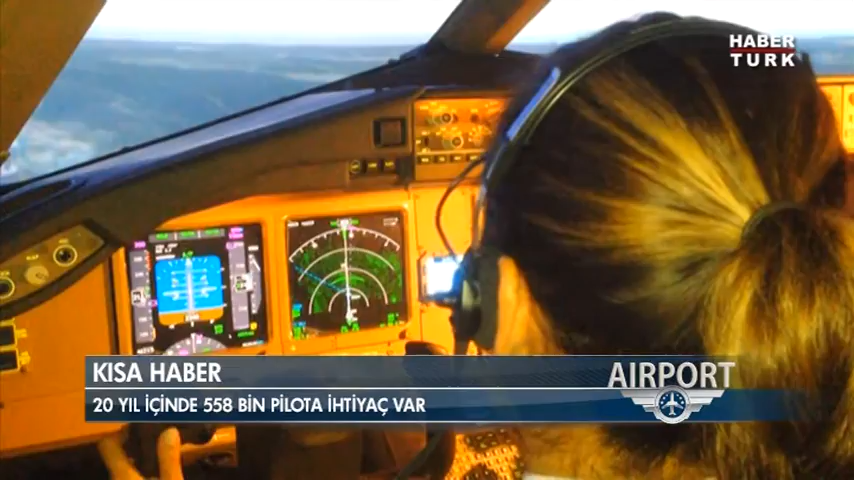 HABER
TURK
KISA HABER
AIRPORT
20 YIL İÇİNDE 558 BİN PİLOTA İHTİYAÇ VAR